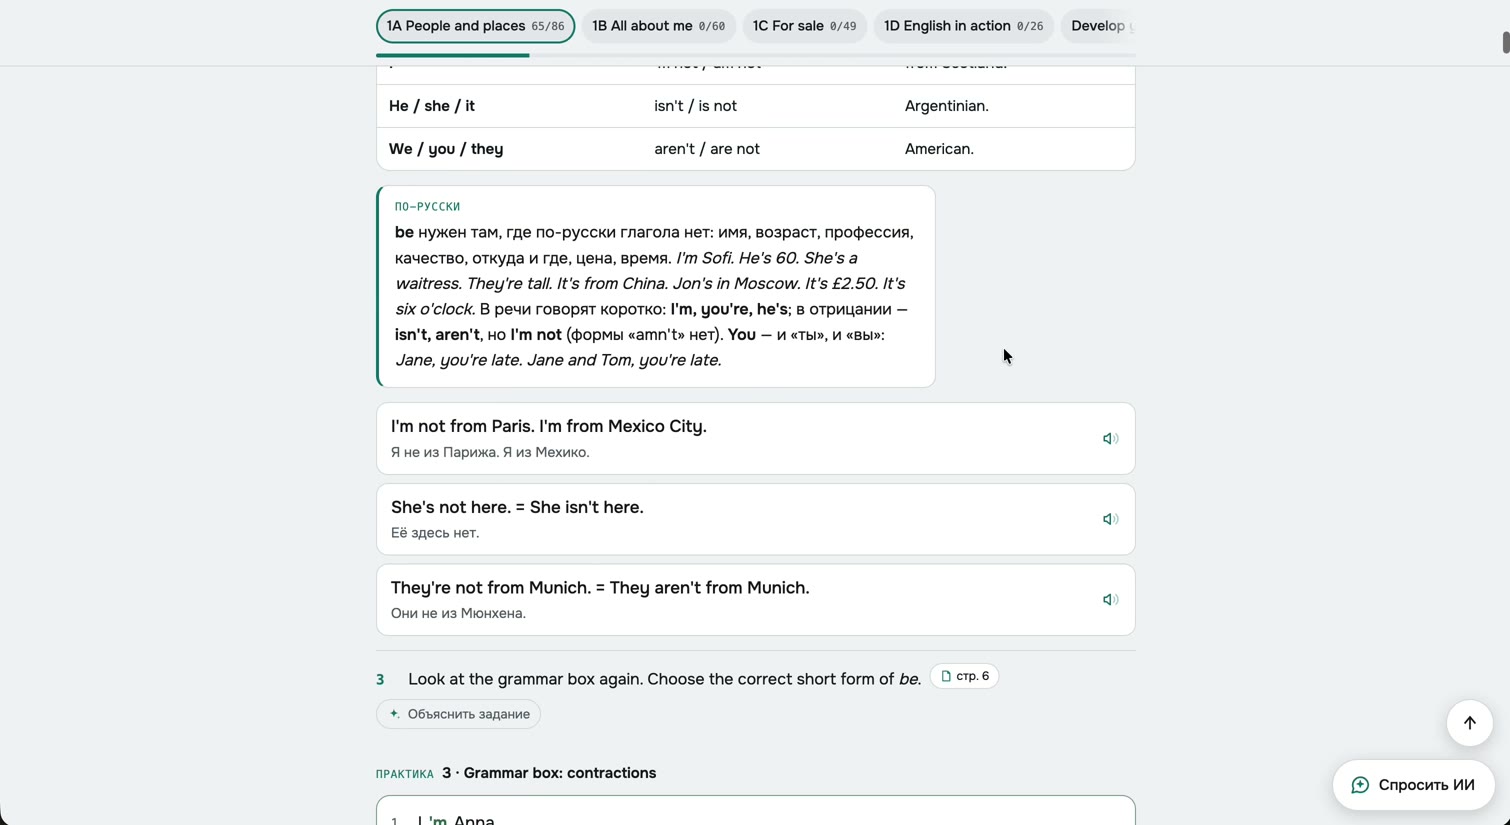 1A People and places 65/86
1B All about me 0/60
1C For sale 0/49
1D English in action 0/26
Develop
He / she / it isn't / is not Argentinian.
We / you / they aren't / are not American.
ПО-РУССКИ
be нужен там, где по-русски глагола нет: имя, возраст, профессия,
качество, откуда и где, цена, время. I'm Sofi. He's 60. She's a
waitress. They're tall. It's from China. Jon's in Moscow. It's £2.50. It's
six o'clock. В речи говорят коротко: I'm, you're, he's; в отрицании —
isn't, aren't, но I'm not (формы «amn't» нет). You — и «ты», и «вы»:
Jane, you're late. Jane and Tom, you're late.
I'm not from Paris. I'm from Mexico City.
Я не из Парижа. Я из Мехико.
She's not here. = She isn't here.
Её здесь нет.
They're not from Munich. = They aren't from Munich.
Они не из Мюнхена.
3 Look at the grammar box again. Choose the correct short form of be. стр. 6
Объяснить задание
ПРАКТИКА 3 · Grammar box: contractions
1 I 'm Anna
Спросить ИИ